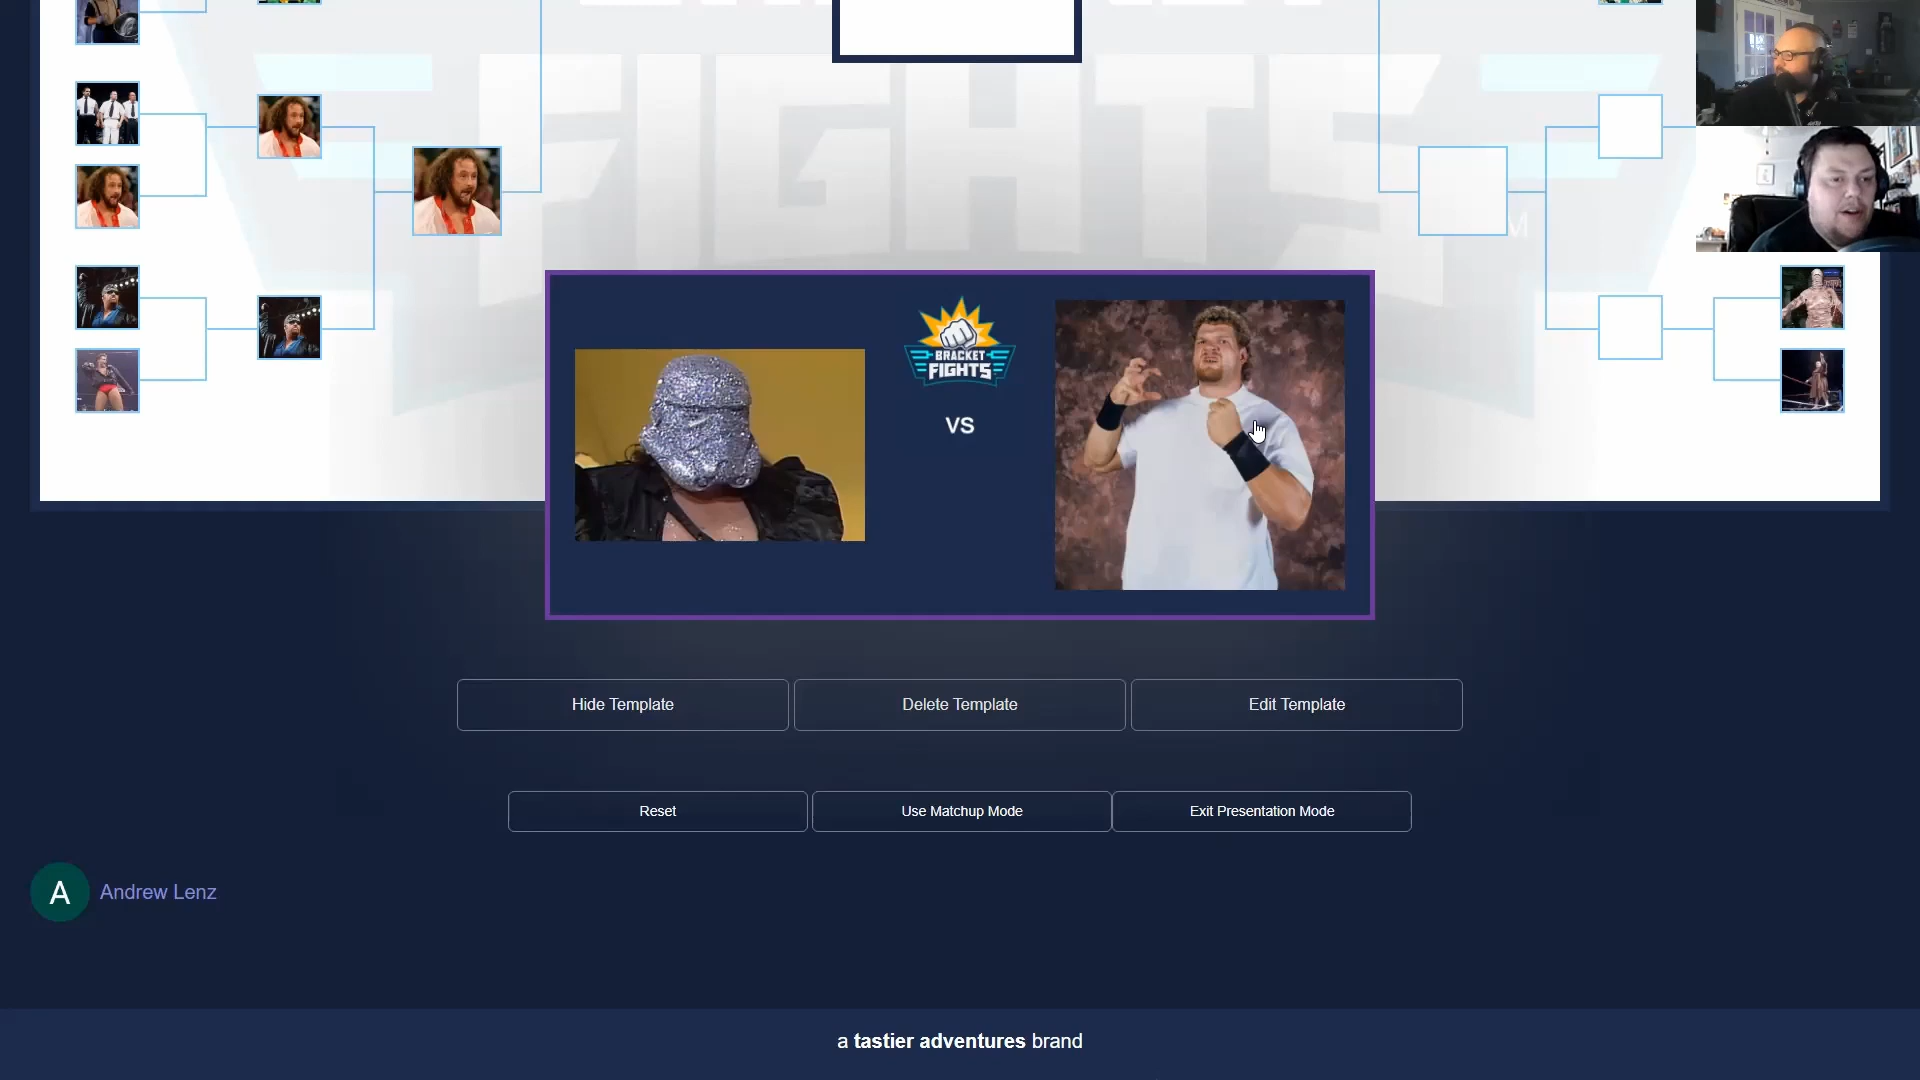 FIGHTS
M
BRACKET
FIGHTS
VS
Hide Template
Delete Template
Edit Template
Reset
Use Matchup Mode
Exit Presentation Mode
A
Andrew Lenz
a tastier adventures brand